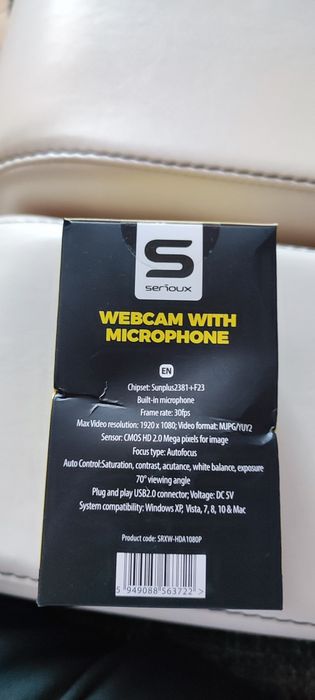 S
serioux
WEBCAM WITH
MICROPHONE
EN
Chipset: Sunplus2381+F23
Built-in microphone
Frame rate: 30fps
Max Video resolution: 1920 x 1080; Video format: MJPG/YUY2
Sensor: CMOS HD 2.0 Mega pixels for image
Focus type: Autofocus
Auto Control:Saturation, contrast, acutance, white balance, exposure
70° viewing angle
Plug and play USB2.0 connector; Voltage: DC 5V
System compatibility: Windows XP, Vista, 7, 8, 10 & Mac
Product code: SRXW-HDA1080P
5 949088 563722 >